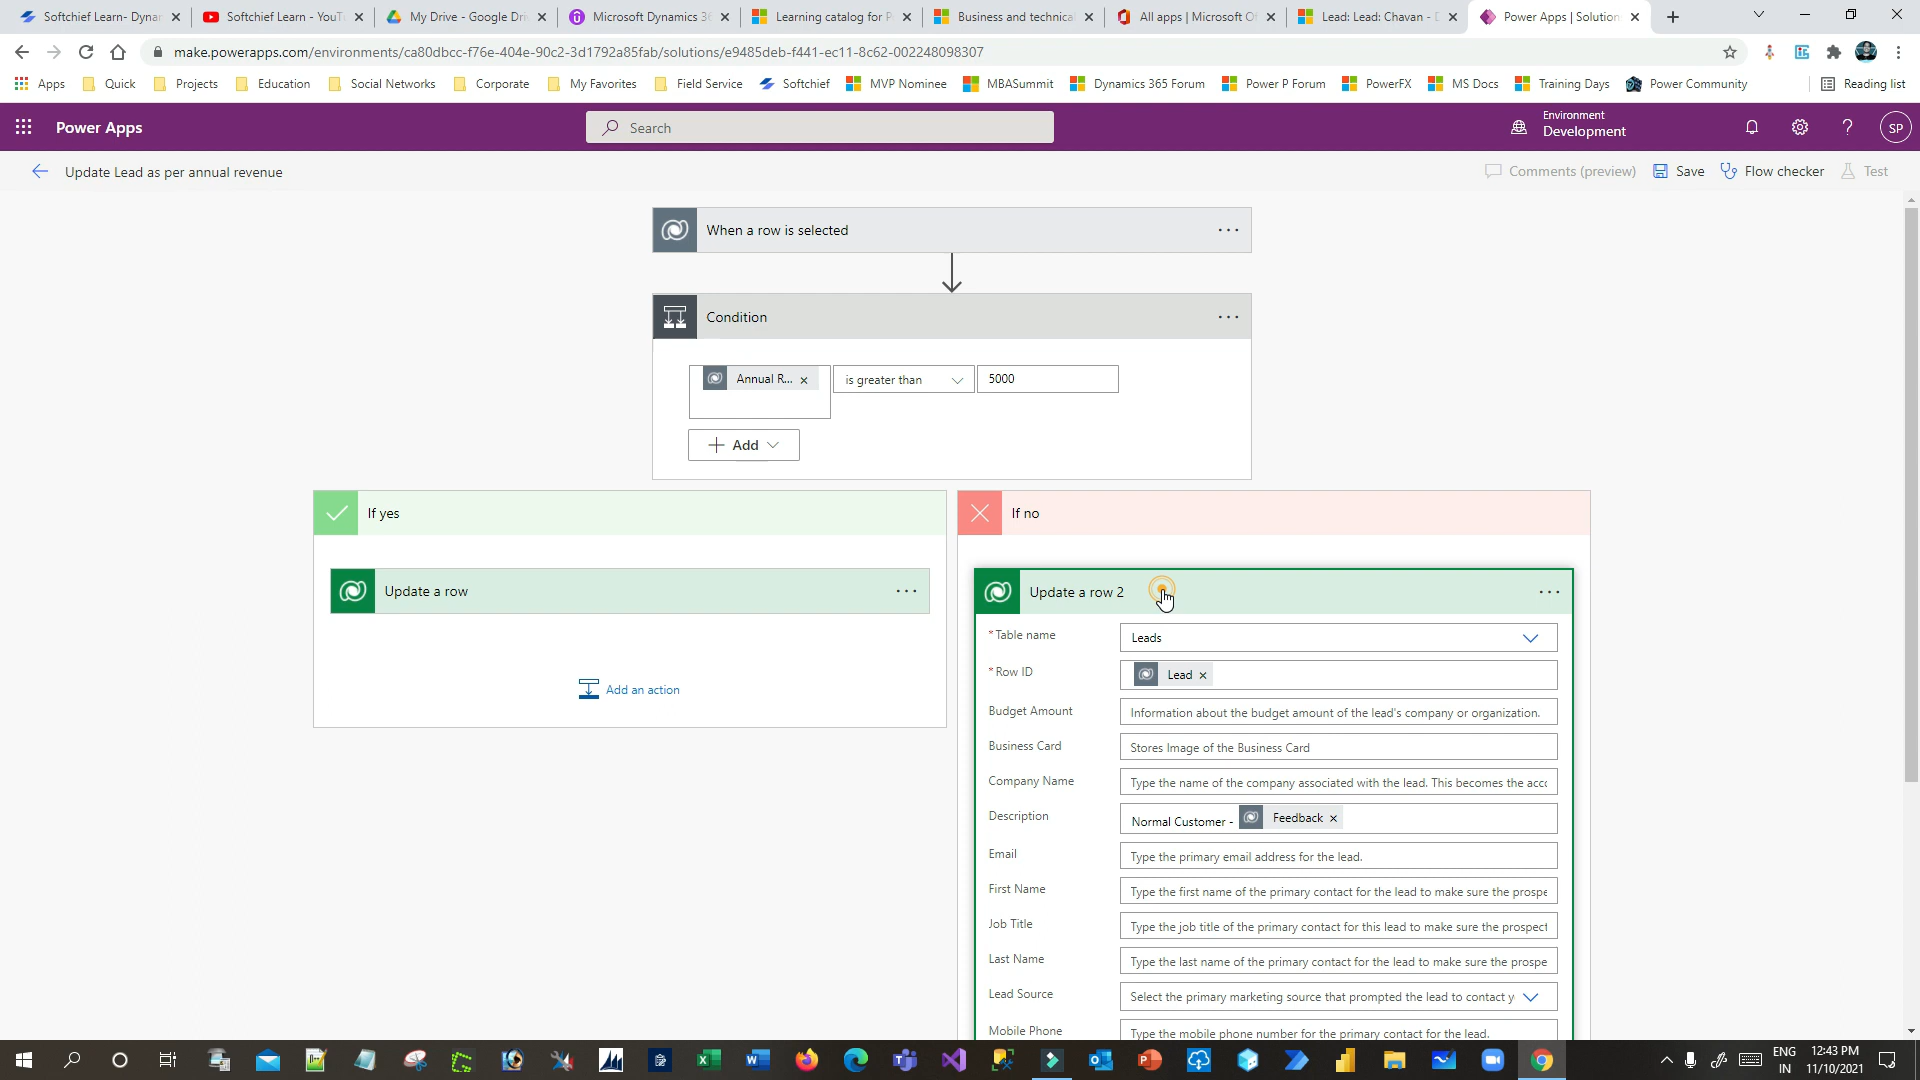 Softchief Learn- Dynam
Softchief Learn - YouT
My Drive - Google Dri
Microsoft Dynamics 36
Learning catalog for P
Business and technica
All apps | Microsoft Of
Lead: Lead: Chavan - D
Power Apps | Solution
make.powerapps.com/environments/ca80dbcc-f76e-404e-90c2-3d1792a85fab/solutions/e9485deb-f441-ec11-8c62-002248098307
Apps
Quick
Projects
Education
Social Networks
Corporate
My Favorites
Field Service
Softchief
MVP Nominee
MBASummit
Dynamics 365 Forum
Power P Forum
PowerFX
MS Docs
Training Days
Power Community
Reading list
Power Apps
Search
Environment
Development
SP
Update Lead as per annual revenue
Comments (preview)
Save
Flow checker
Test
When a row is selected
Condition
Annual R...
is greater than
5000
Add
If yes
If no
Update a row
Update a row 2
Add an action
* Table name
Leads
* Row ID
Lead
Budget Amount
Information about the budget amount of the lead's company or organization.
Business Card
Stores Image of the Business Card
Company Name
Type the name of the company associated with the lead. This becomes the acco
Description
Normal Customer - Feedback
Email
Type the primary email address for the lead.
First Name
Type the first name of the primary contact for the lead to make sure the prospe
Job Title
Type the job title of the primary contact for this lead to make sure the prospect
Last Name
Type the last name of the primary contact for the lead to make sure the prospe
Lead Source
Select the primary marketing source that prompted the lead to contact y
Mobile Phone
Type the mobile phone number for the primary contact for the lead.
ENG
IN
12:43 PM
11/10/2021